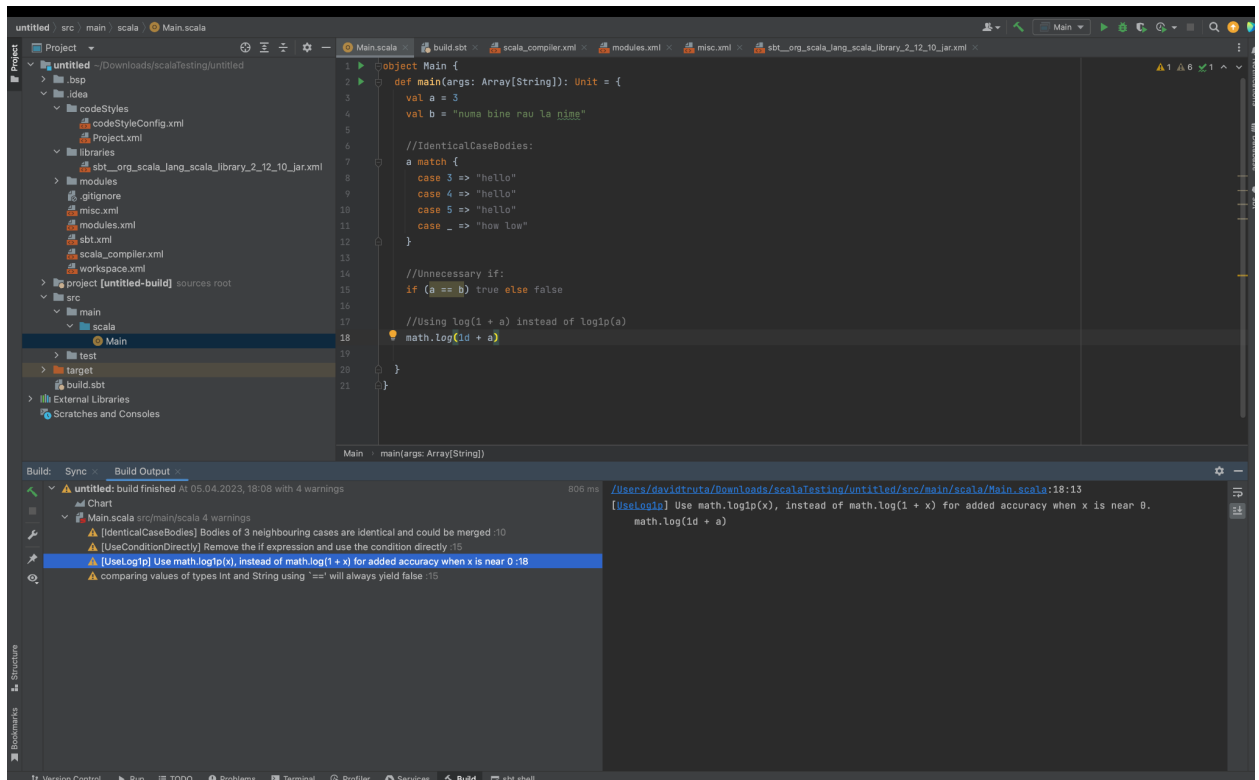 untitled 〉 src 〉 main 〉 scala 〉 Main.scala
Main
Project
Main.scala
build.sbt
scala_compiler.xml
modules.xml
misc.xml
sbt__org_scala_lang_scala_library_2_12_10_jar.xml
Project
untitled ~/Downloads/scalaTesting/untitled
.bsp
.idea
codeStyles
codeStyleConfig.xml
Project.xml
libraries
sbt__org_scala_lang_scala_library_2_12_10_jar.xml
modules
.gitignore
misc.xml
modules.xml
sbt.xml
scala_compiler.xml
workspace.xml
project [untitled-build] sources root
src
main
scala
Main
test
target
build.sbt
External Libraries
Scratches and Consoles
1 6 1
1 object Main {
2 def main(args: Array[String]): Unit = {
3 val a = 3
4 val b = "numa bine rau la nime"
5
6 //IdenticalCaseBodies:
7 a match {
8 case 3 => "hello"
9 case 4 => "hello"
10 case 5 => "hello"
11 case _ => "how low"
12 }
13
14 //Unnecessary if:
15 if (a == b) true else false
16
17 //Using log(1 + a) instead of log1p(a)
18 math.log(1d + a)
19
20 }
21 }
Main › main(args: Array[String])
Build: Sync Build Output
untitled: build finished At 05.04.2023, 18:08 with 4 warnings 806 ms
Chart
Main.scala src/main/scala 4 warnings
[IdenticalCaseBodies] Bodies of 3 neighbouring cases are identical and could be merged :10
[UseConditionDirectly] Remove the if expression and use the condition directly :15
[UseLog1p] Use math.log1p(x), instead of math.log(1 + x) for added accuracy when x is near 0 :18
comparing values of types Int and String using `==' will always yield false :15
/Users/davidtruta/Downloads/scalaTesting/untitled/src/main/scala/Main.scala:18:13
[UseLog1p] Use math.log1p(x), instead of math.log(1 + x) for added accuracy when x is near 0.
math.log(1d + a)
Structure
Bookmarks
Version Control Run TODO Problems Terminal Profiler Services Build sbt shell